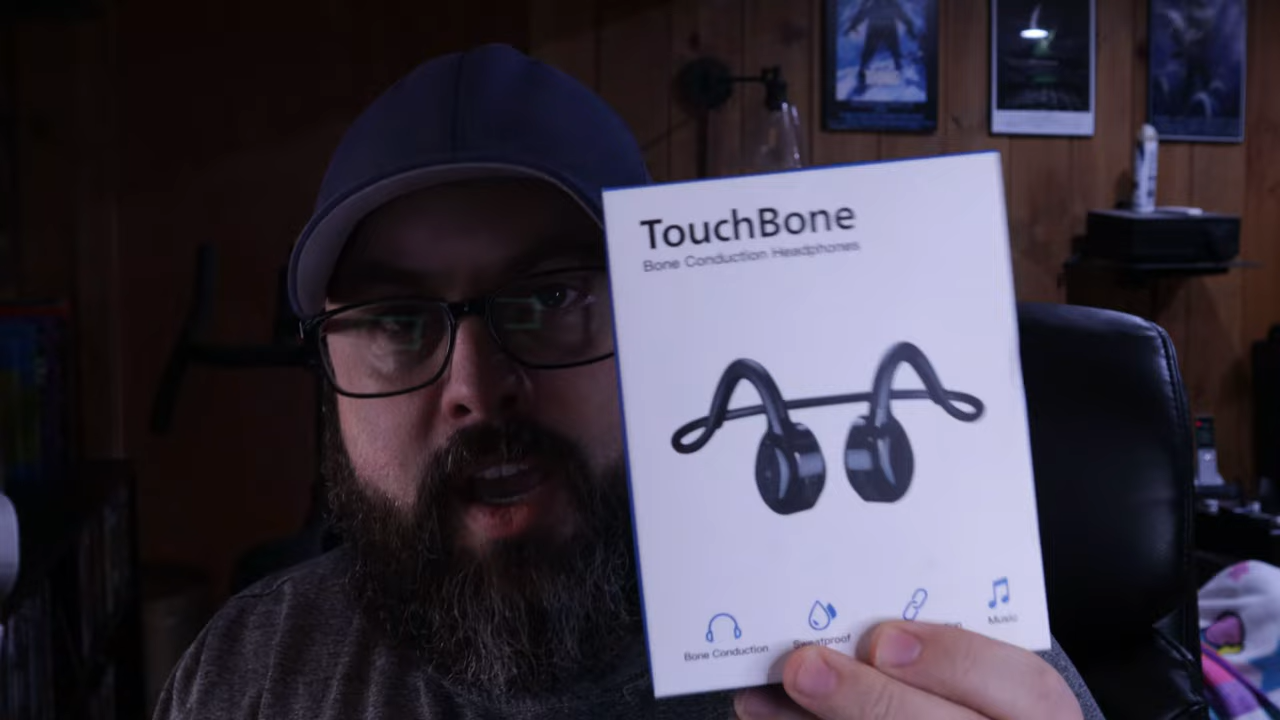 TouchBone
Bone Conduction Headphones
Bone Conduction
Sweatproof
Music